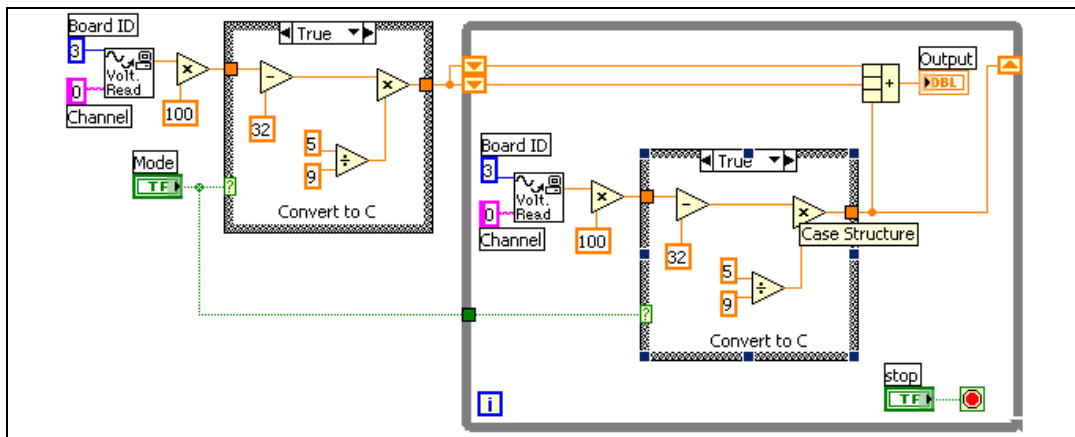 Board ID
3
Volt.
Read
0
Channel
100
True
32
5
9
Convert to C
Mode
TF
?
Output
DBL
Board ID
3
Volt.
Read
0
Channel
100
True
32
5
9
Case Structure
?
Convert to C
stop
TF
i